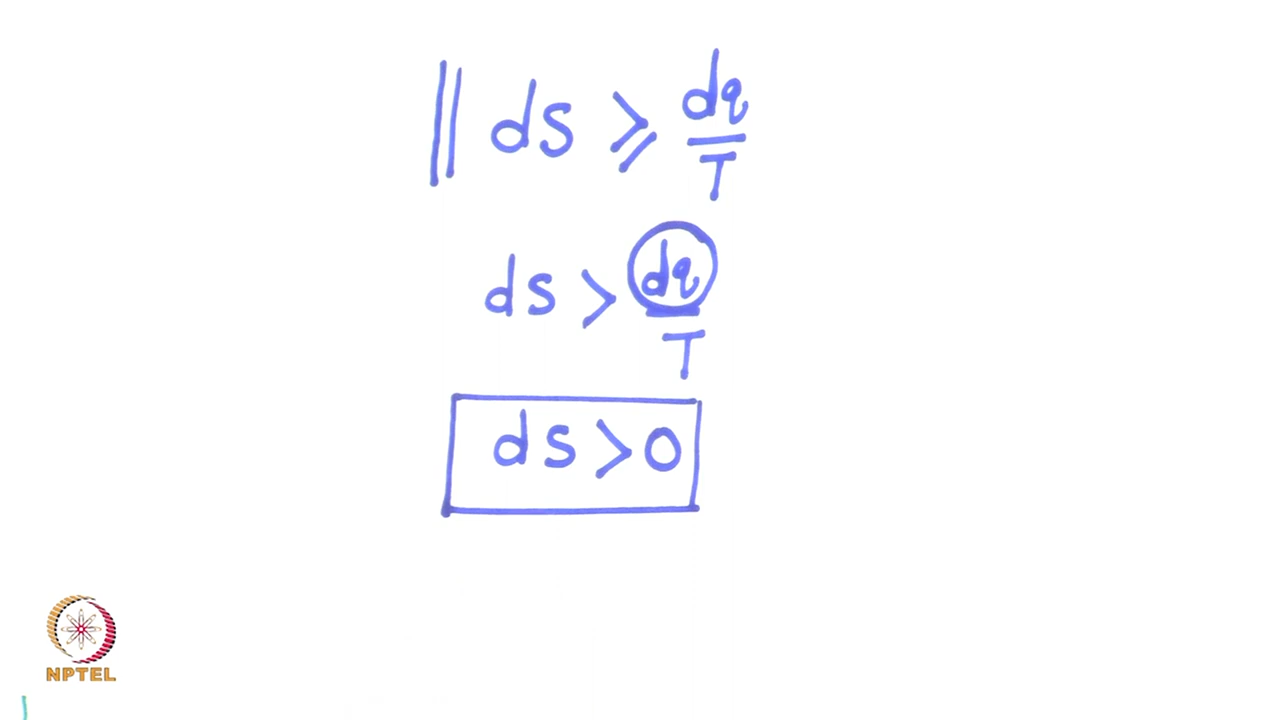 || ds ≥ dq/T
ds > dq/T
ds > 0
NPTEL